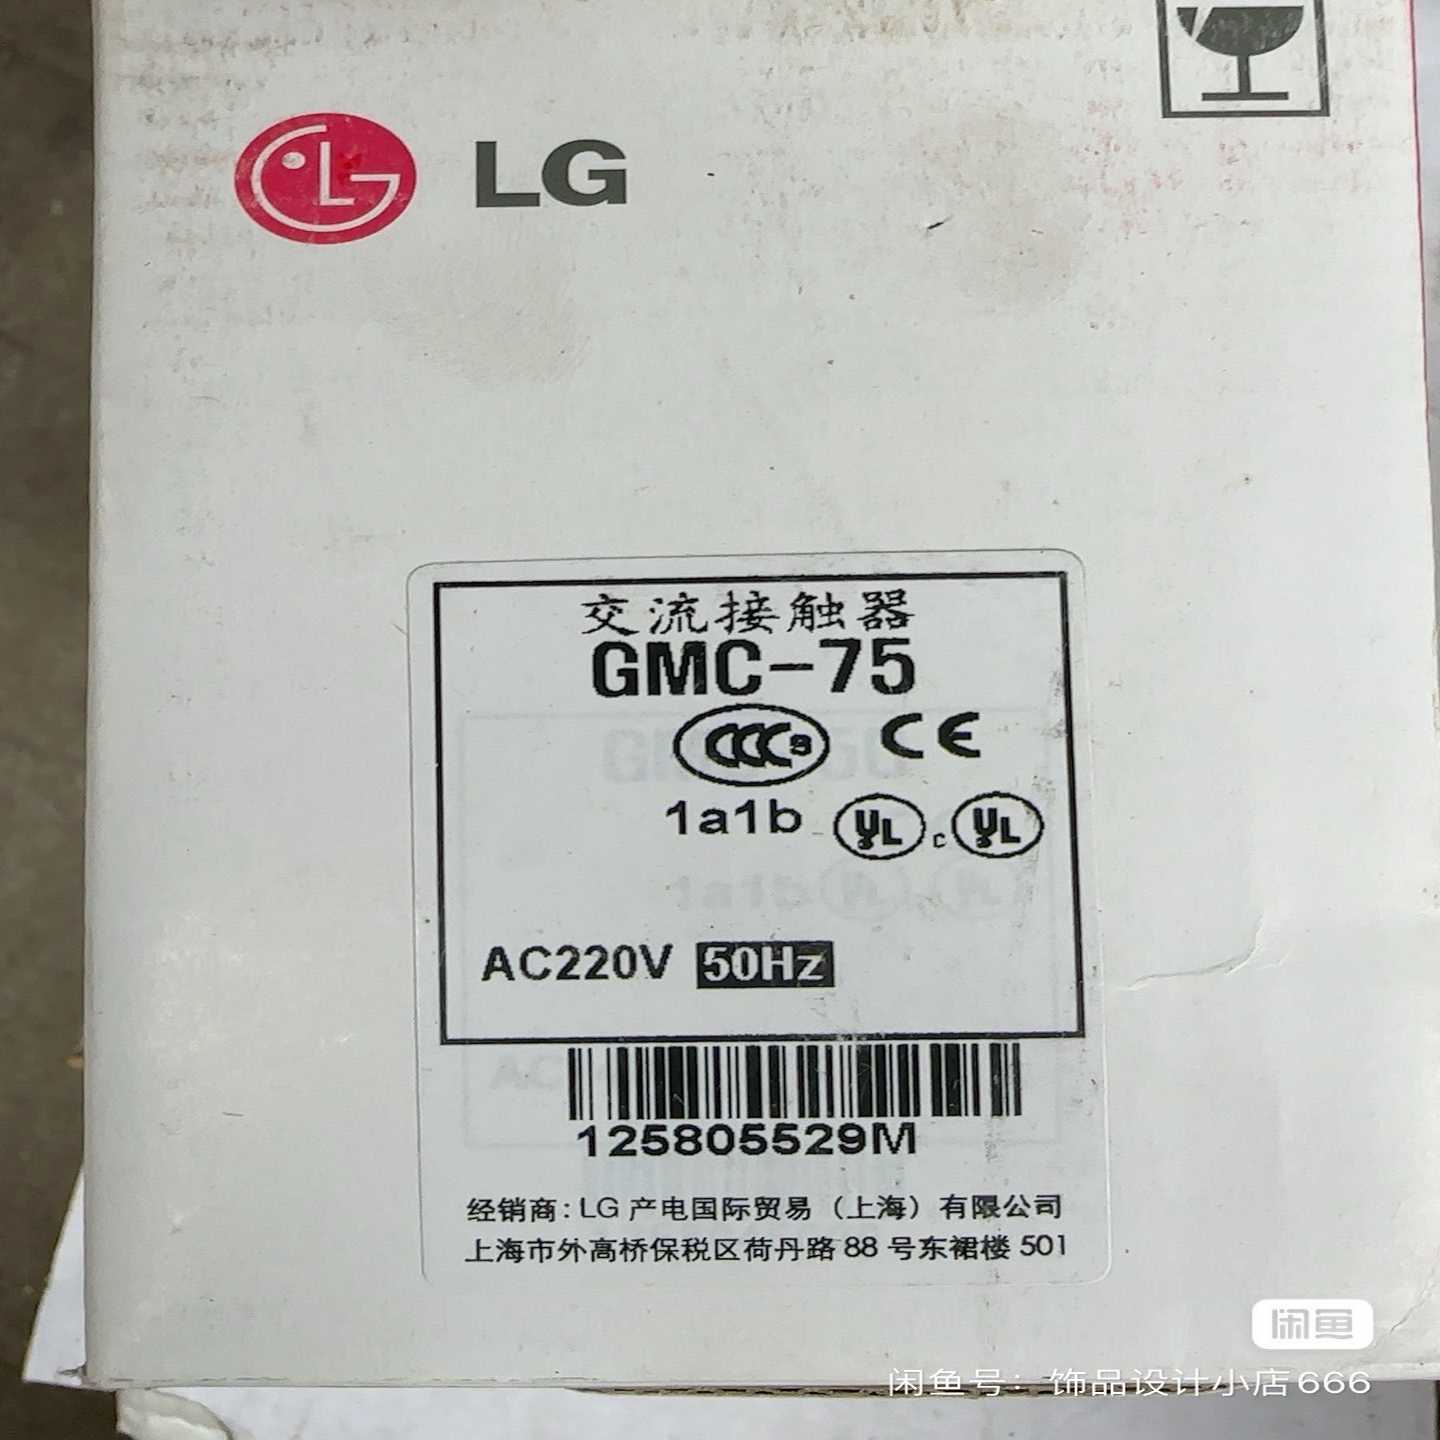 LG
交流接触器
GMC-75
CCC S CE
1a1b UL c UL
AC220V 50Hz
125805529M
经销商: LG 产电国际贸易（上海）有限公司
上海市外高桥保税区荷丹路 88 号东裙楼 501
闲鱼
闲鱼号：饰品设计小店666